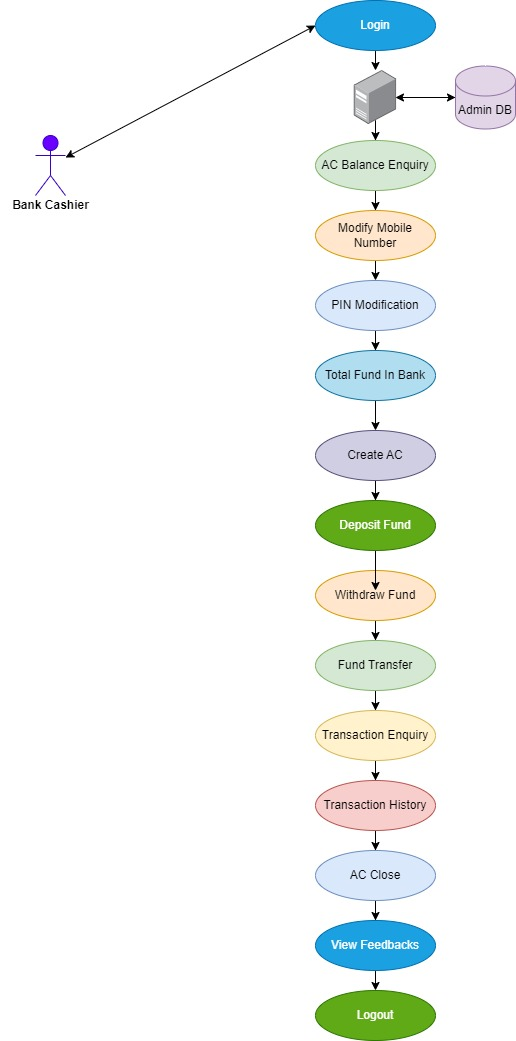 Login
Admin DB
AC Balance Enquiry
Bank Cashier
Modify Mobile
Number
PIN Modification
Total Fund In Bank
Create AC
Deposit Fund
Withdraw Fund
Fund Transfer
Transaction Enquiry
Transaction History
AC Close
View Feedbacks
Logout